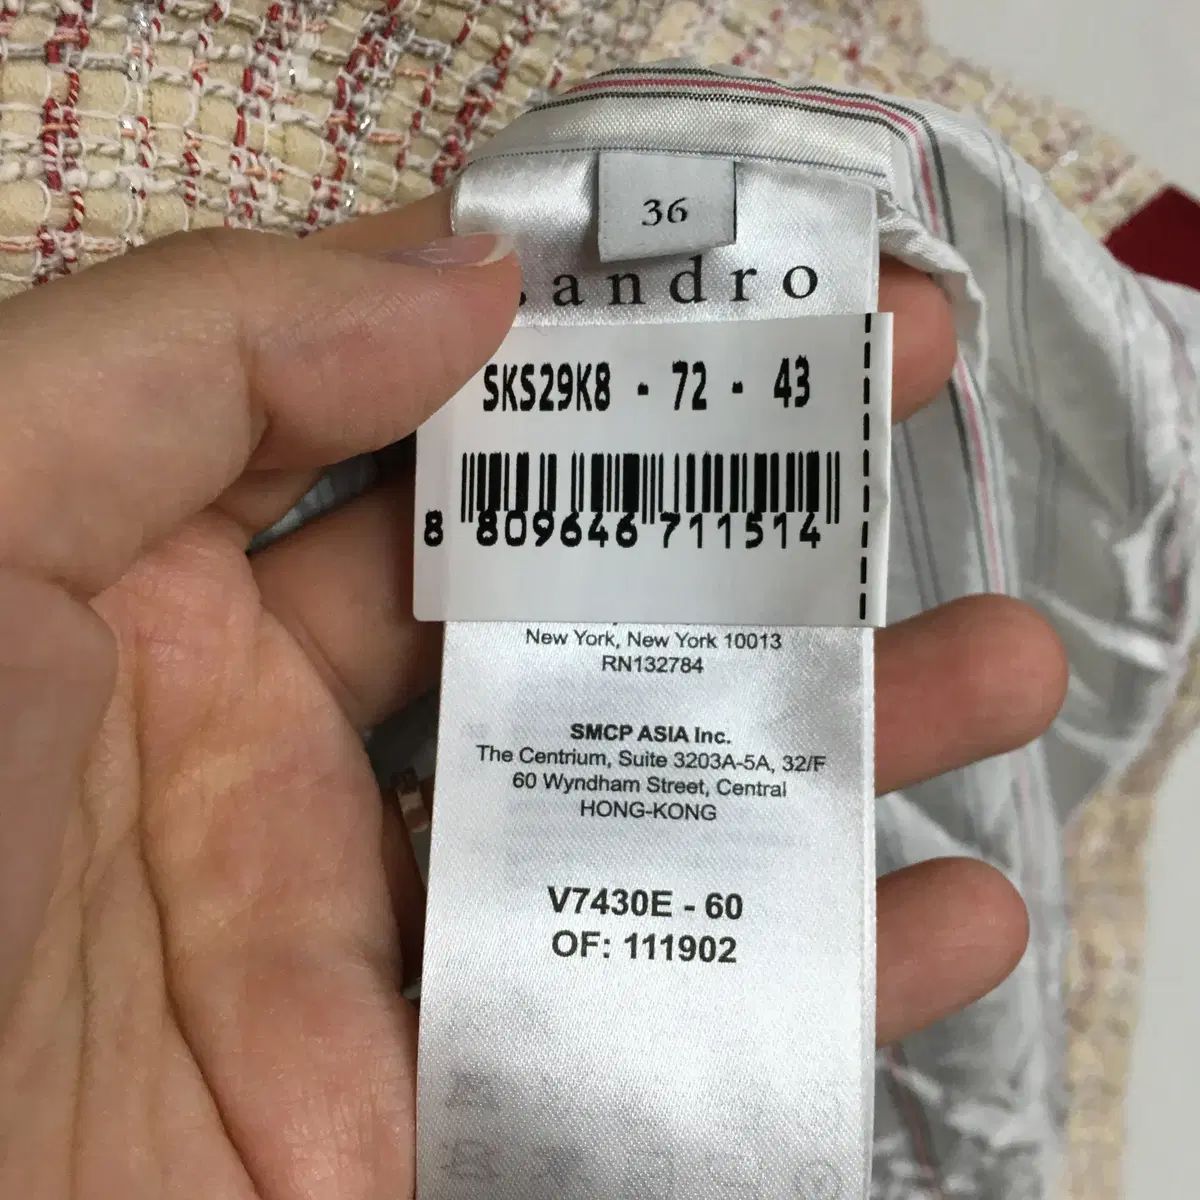 36
sandro
SKS29K8 - 72 - 43
8 809646 711514
New York, New York 10013
RN132784
SMCP ASIA Inc.
The Centrium, Suite 3203A-5A, 32/F
60 Wyndham Street, Central
HONG-KONG
V7430E - 60
OF: 111902